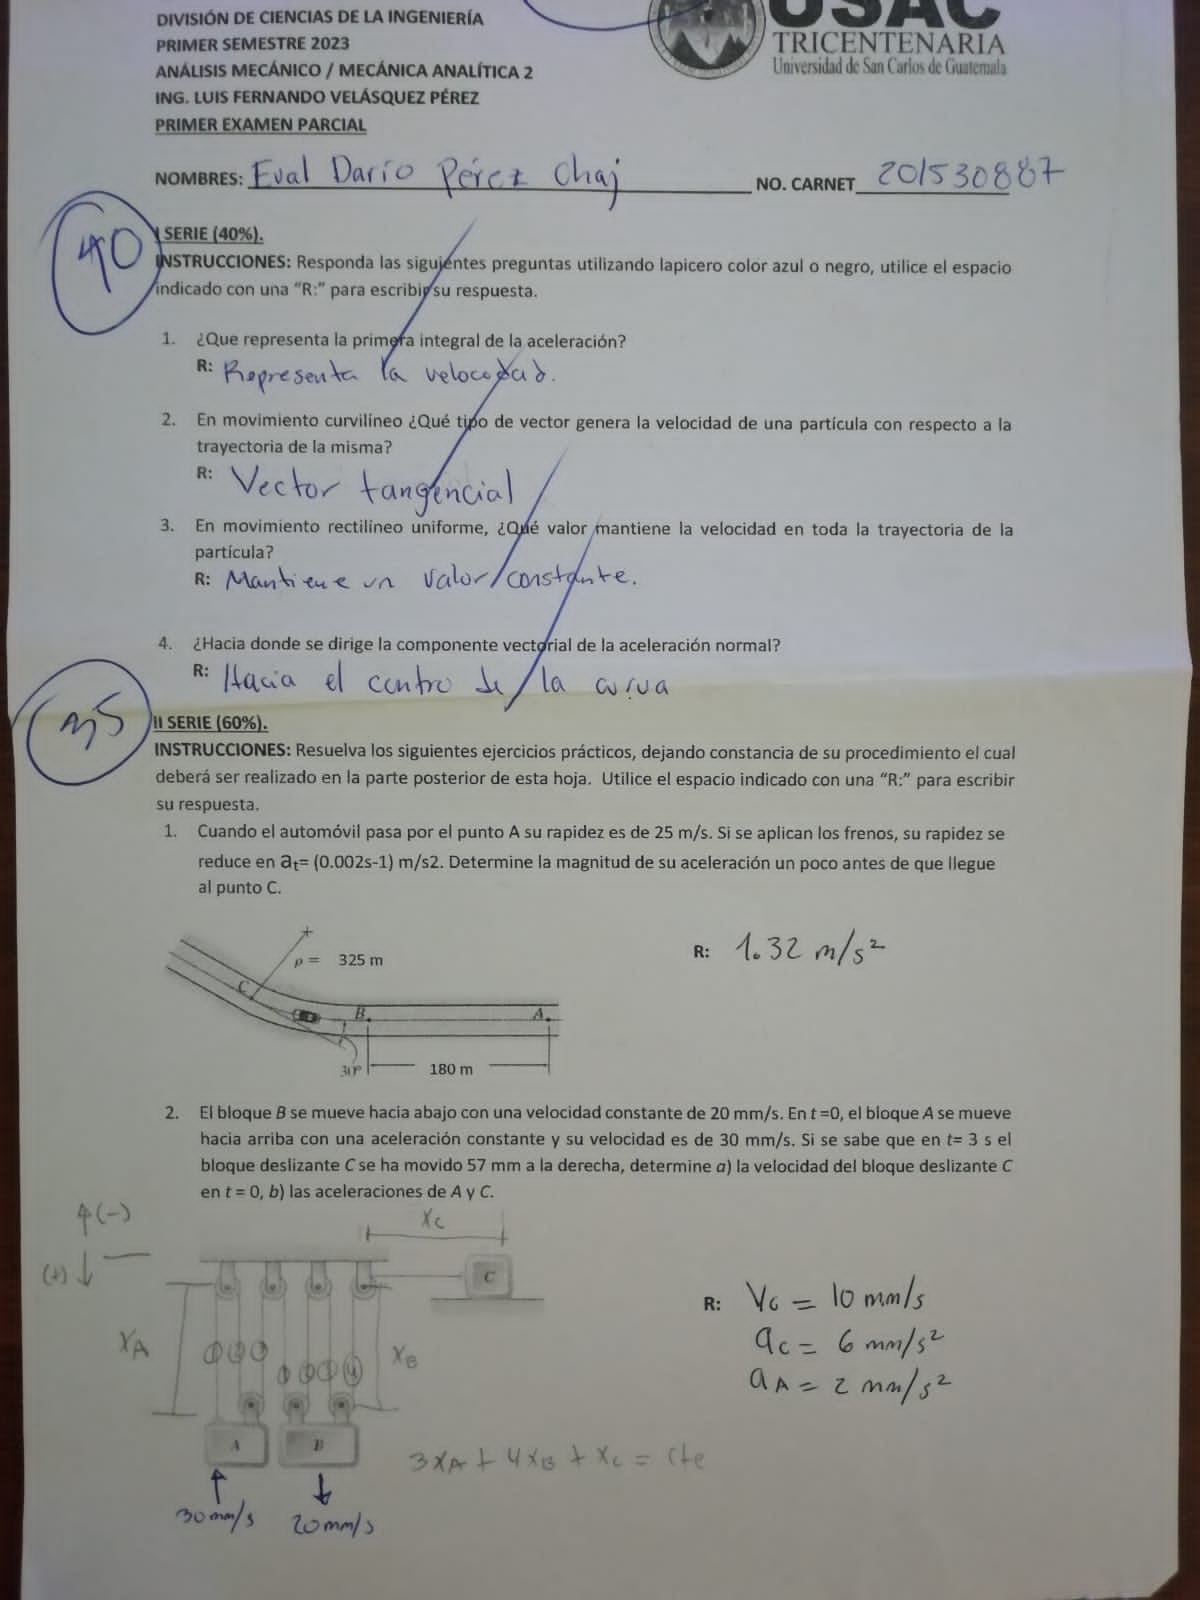 DIVISIÓN DE CIENCIAS DE LA INGENIERÍA
PRIMER SEMESTRE 2023
ANÁLISIS MECÁNICO / MECÁNICA ANALÍTICA 2
ING. LUIS FERNANDO VELÁSQUEZ PÉREZ
PRIMER EXAMEN PARCIAL
USAC
TRICENTENARIA
Universidad de San Carlos de Guatemala
NOMBRES: Eval Darío Pérez Chaj NO. CARNET 201530887
40
I SERIE (40%).
INSTRUCCIONES: Responda las siguientes preguntas utilizando lapicero color azul o negro, utilice el espacio
indicado con una "R:" para escribir su respuesta.
1. ¿Que representa la primera integral de la aceleración?
R: Representa la velocidad.
2. En movimiento curvilíneo ¿Qué tipo de vector genera la velocidad de una partícula con respecto a la
trayectoria de la misma?
R: Vector tangencial
3. En movimiento rectilíneo uniforme, ¿Qué valor mantiene la velocidad en toda la trayectoria de la
partícula?
R: Mantiene un valor constante.
4. ¿Hacia donde se dirige la componente vectorial de la aceleración normal?
R: Hacia el centro de la curva
35
II SERIE (60%).
INSTRUCCIONES: Resuelva los siguientes ejercicios prácticos, dejando constancia de su procedimiento el cual
deberá ser realizado en la parte posterior de esta hoja. Utilice el espacio indicado con una "R:" para escribir
su respuesta.
1. Cuando el automóvil pasa por el punto A su rapidez es de 25 m/s. Si se aplican los frenos, su rapidez se
reduce en at= (0.002s-1) m/s2. Determine la magnitud de su aceleración un poco antes de que llegue
al punto C.
R: 1.32 m/s²
ρ = 325 m
C
B
A
30°
180 m
2. El bloque B se mueve hacia abajo con una velocidad constante de 20 mm/s. En t =0, el bloque A se mueve
hacia arriba con una aceleración constante y su velocidad es de 30 mm/s. Si se sabe que en t= 3 s el
bloque deslizante C se ha movido 57 mm a la derecha, determine a) la velocidad del bloque deslizante C
en t = 0, b) las aceleraciones de A y C.
↑(-)
(+)↓
xC
C
xA
xB
R: VC = 10 mm/s
aC = 6 mm/s²
aA = 2 mm/s²
① ② ③
① ② ③ ④
A
B
3xA + 4xB + xC = cte
30 mm/s
20 mm/s